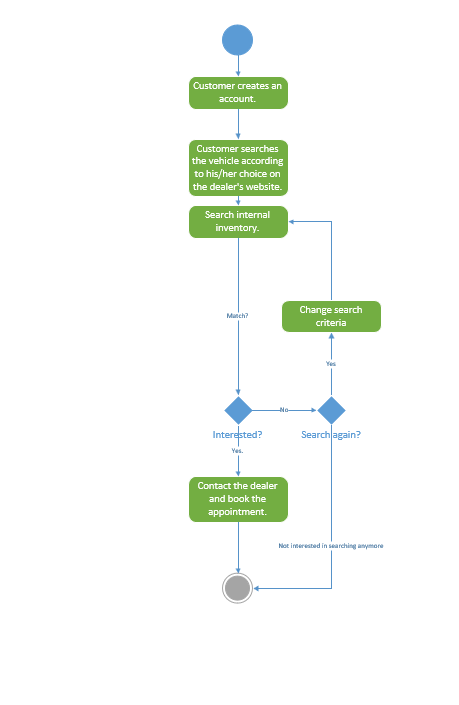 Customer creates an
account.
Customer searches
the vehicle according
to his/her choice on
the dealer's website.
Search internal
inventory.
Change search
criteria
Match?
Yes
No
Interested?
Search again?
Yes.
Contact the dealer
and book the
appointment.
Not interested in searching anymore